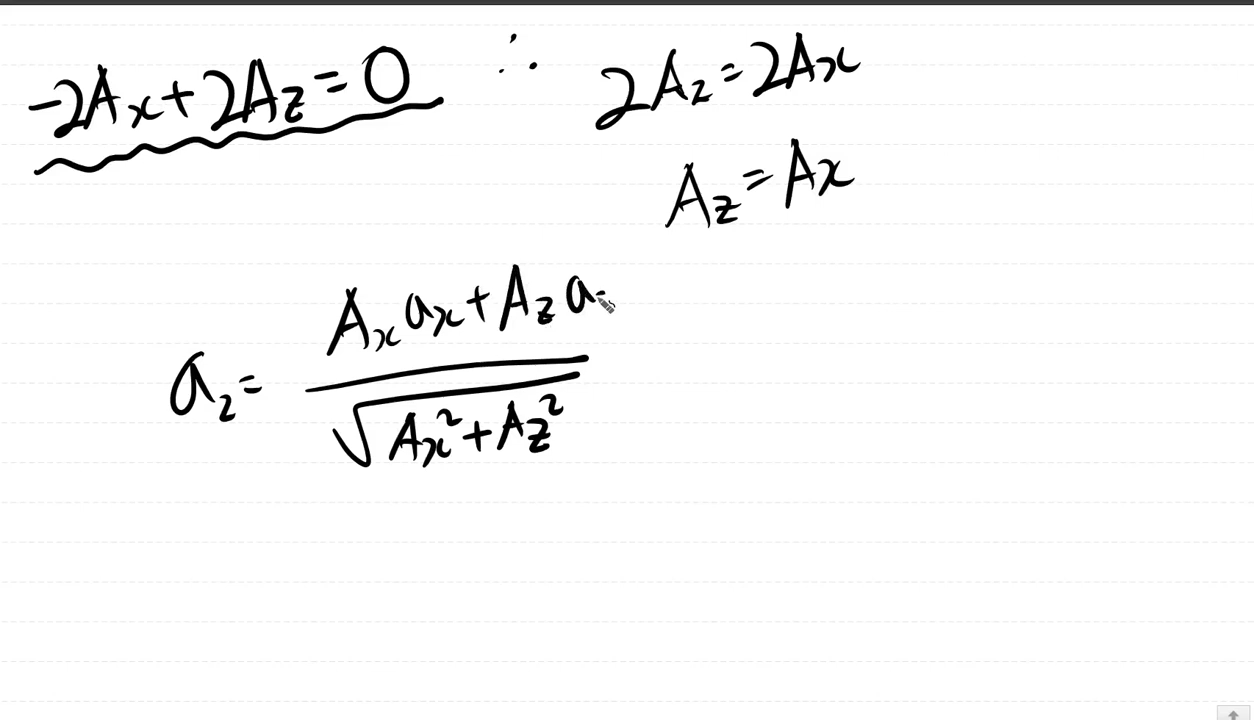 -2Ax+2Az=0 ∴ 2Az=2Ax
Az=Ax
a₂= (Ax ax+Az a)/√(Ax²+Az²)